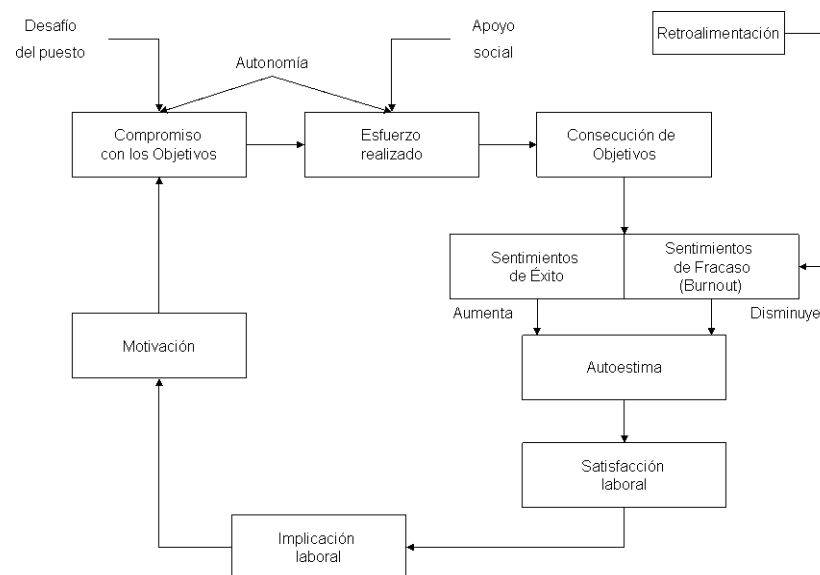 Desafío
del puesto
Autonomía
Apoyo
social
Retroalimentación
Compromiso
con los Objetivos
Esfuerzo
realizado
Consecución de
Objetivos
Sentimientos
de Éxito
Sentimientos
de Fracaso
(Burnout)
Aumenta
Disminuye
Motivación
Autoestima
Satisfacción
laboral
Implicación
laboral